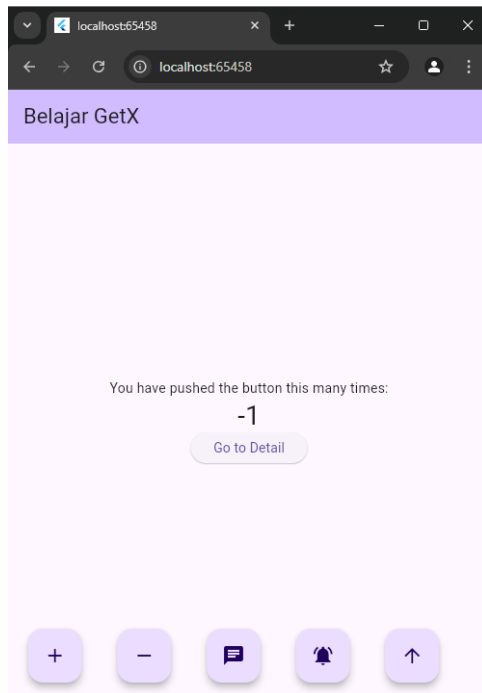 localhost:65458
localhost:65458
Belajar GetX
You have pushed the button this many times:
-1
Go to Detail